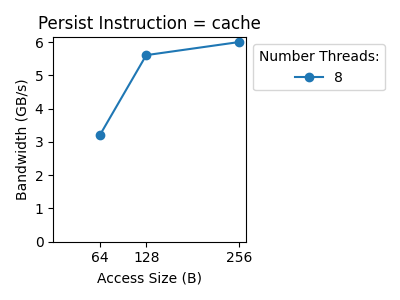 Persist Instruction = cache
Number Threads:
8
Bandwidth (GB/s)
6
5
4
3
2
1
0
64 128 256
Access Size (B)